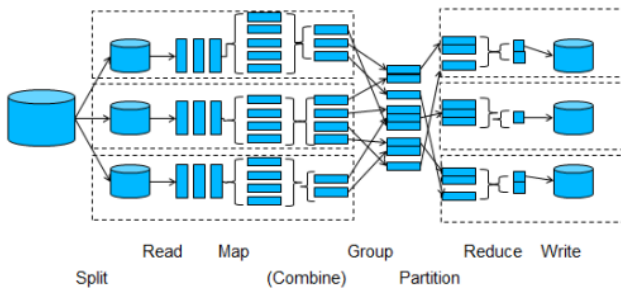 Read Map Group Reduce Write
Split (Combine) Partition